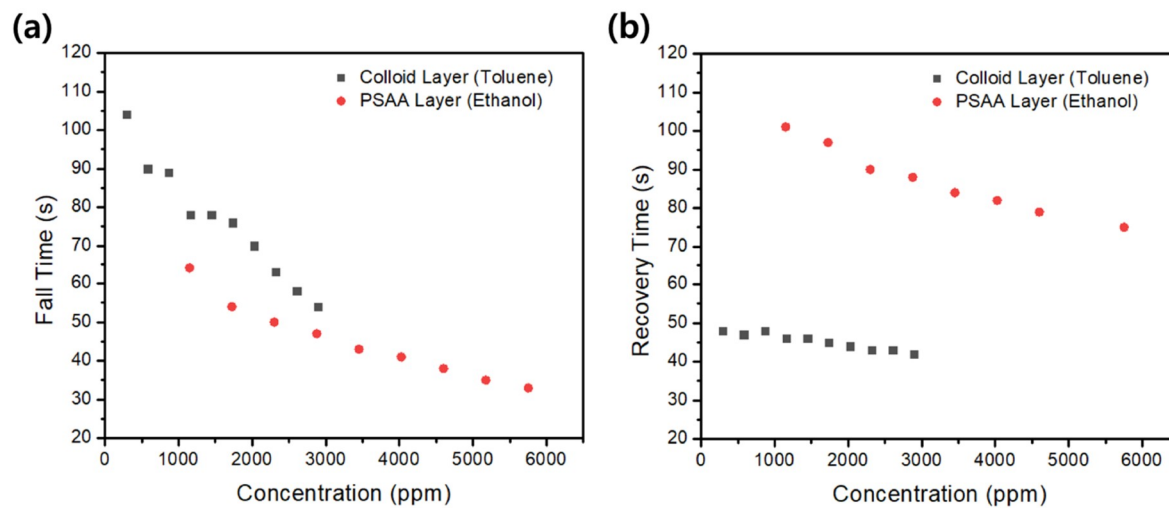 (a)
120
110
100
90
80
70
60
50
40
30
20
Fall Time (s)
Colloid Layer (Toluene)
PSAA Layer (Ethanol)
0 1000 2000 3000 4000 5000 6000
Concentration (ppm)
(b)
120
110
100
90
80
70
60
50
40
30
20
Recovery Time (s)
Colloid Layer (Toluene)
PSAA Layer (Ethanol)
0 1000 2000 3000 4000 5000 6000
Concentration (ppm)